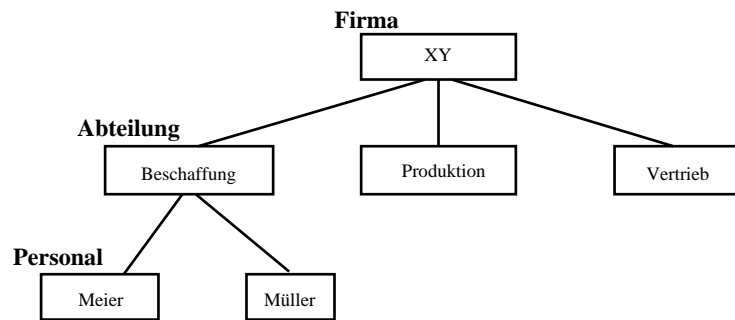 Firma
XY
Abteilung
Beschaffung
Produktion
Vertrieb
Personal
Meier
Müller